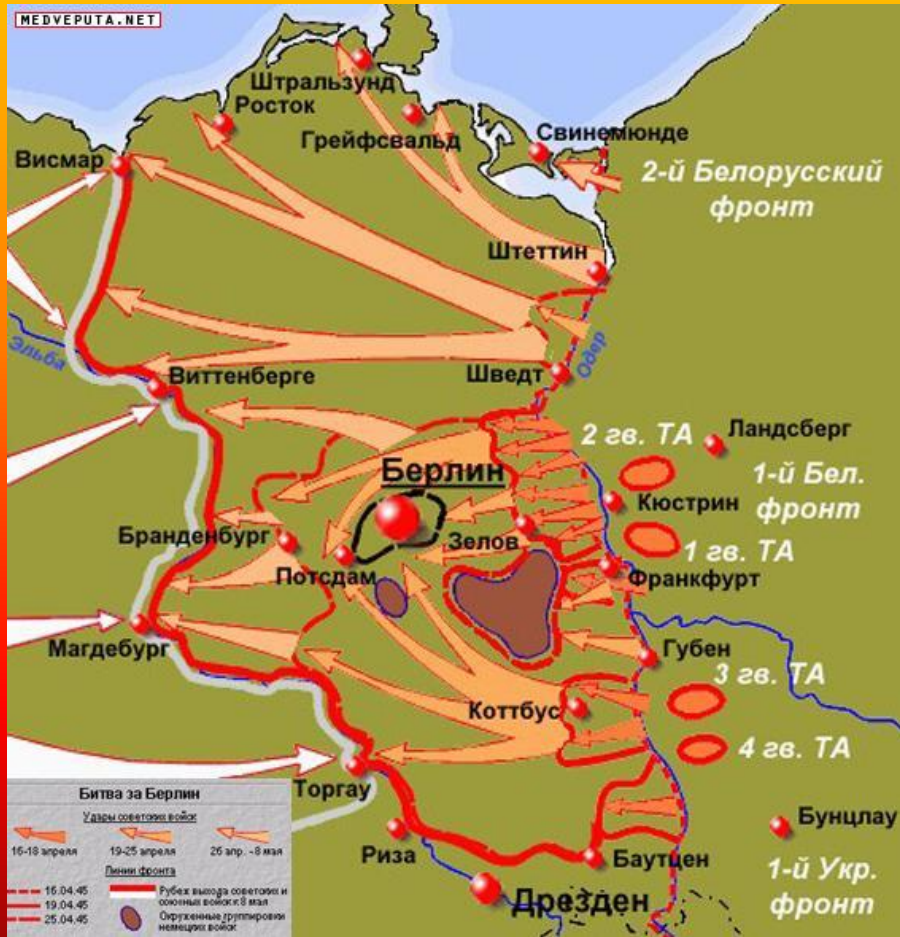 MEDVEPUTA.NET
Штральзунд
Росток
Грейфсвальд
Свинемюнде
Висмар
2-й Белорусский
фронт
Штеттин
Эльба
Одер
Виттенберге
Шведт
2 гв. ТА
Ландсберг
Берлин
1-й Бел.
фронт
Кюстрин
Бранденбург
Зелов
1 гв. ТА
Потсдам
Франкфурт
Магдебург
Губен
3 гв. ТА
Коттбус
4 гв. ТА
Торгау
Бунцлау
Риза
Баутцен
1-й Укр.
фронт
Дрезден
Битва за Берлин
Удары советских войск
16-18 апреля
19-25 апреля
26 апр. -8 мая
Линии фронта
16.04.45
19.04.45
25.04.45
Рубеж выхода советских и
союзных войск к 8 мая
Окруженные группировки
немецких войск